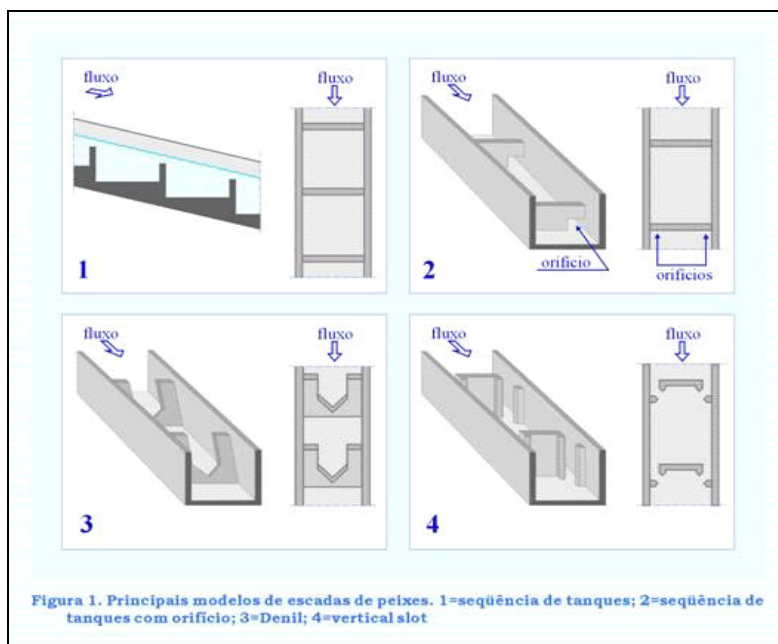 fluxo
fluxo
1
fluxo
fluxo
orifício
orifícios
2
fluxo
fluxo
3
fluxo
fluxo
4
Figura 1. Principais modelos de escadas de peixes. 1=seqüência de tanques; 2=seqüência de
tanques com orifício; 3=Denil; 4=vertical slot